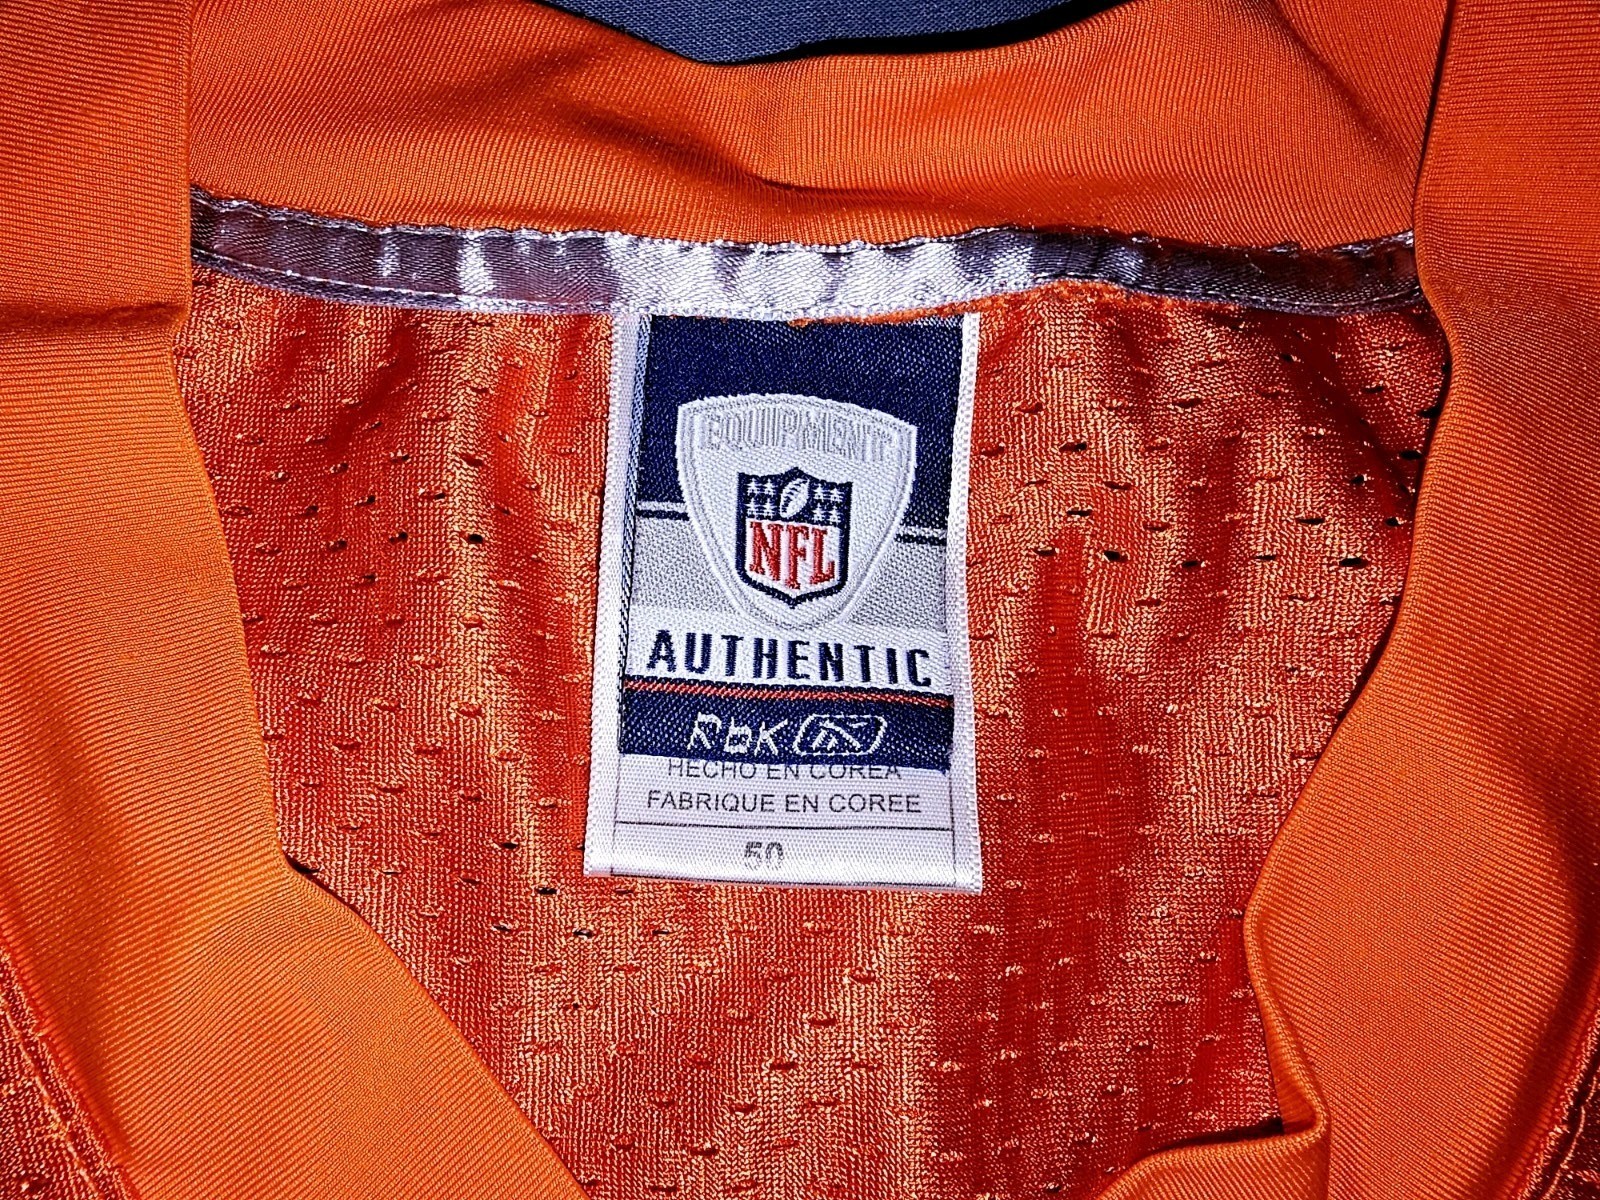 EQUIPMENT
NFL
AUTHENTIC
RbK
HECHO EN COREA
FABRIQUE EN COREE
50